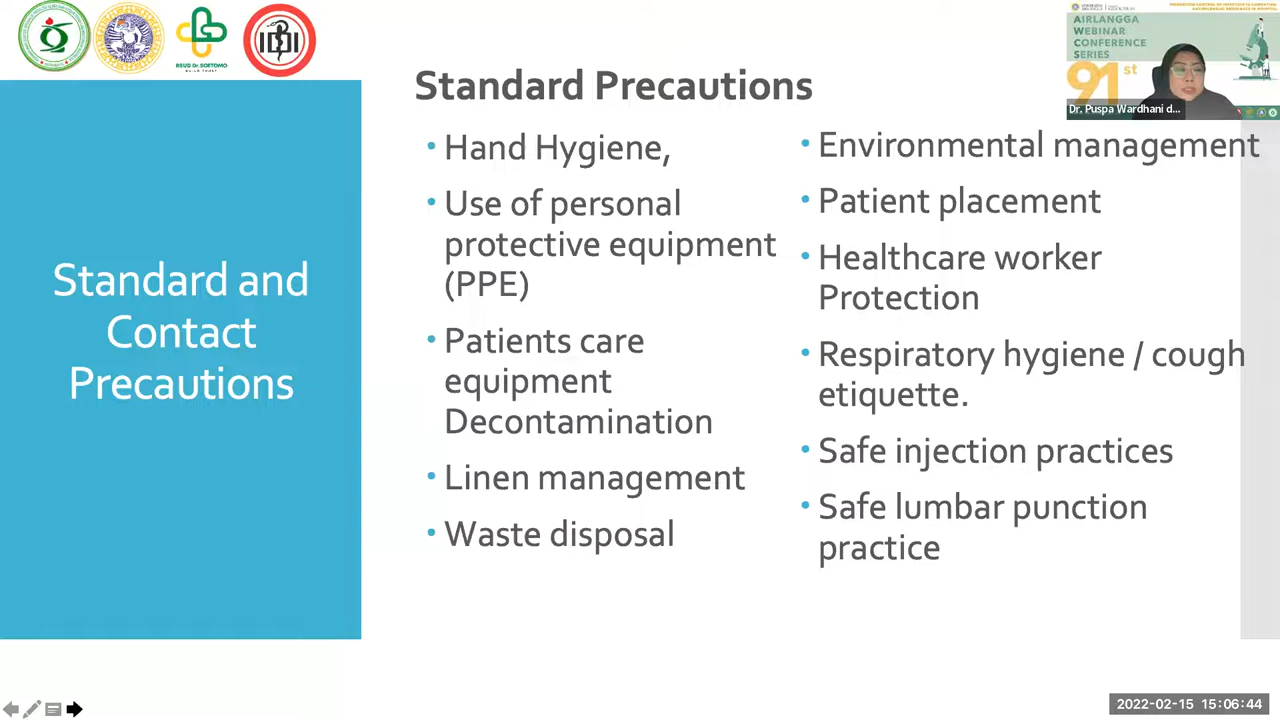 RSUD Dr. SOETOMO
IDI
Standard and
Contact
Precautions
Standard Precautions
• Hand Hygiene,
• Use of personal
protective equipment
(PPE)
• Patients care
equipment
Decontamination
• Linen management
• Waste disposal
• Environmental management
• Patient placement
• Healthcare worker
Protection
• Respiratory hygiene / cough
etiquette.
• Safe injection practices
• Safe lumbar punction
practice
AIRLANGGA
WEBINAR
CONFERENCE
SERIES
91st
Dr. Puspa Wardhani d...
2022-02-15 15:06:44